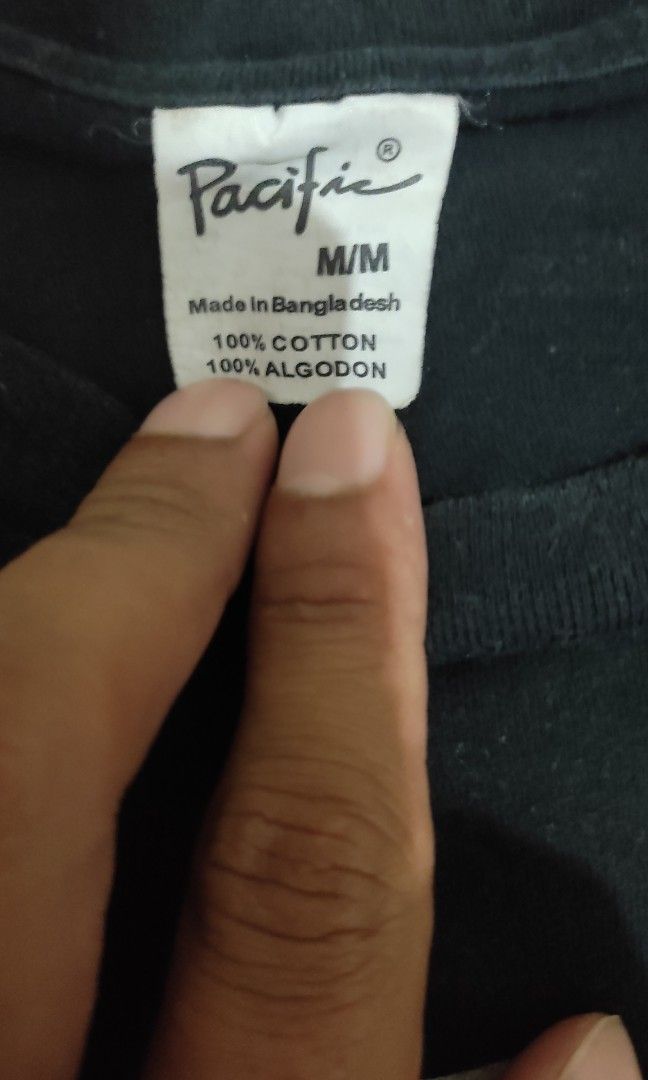 Pacific ®
M/M
Made In Bangladesh
100% COTTON
100% ALGODON